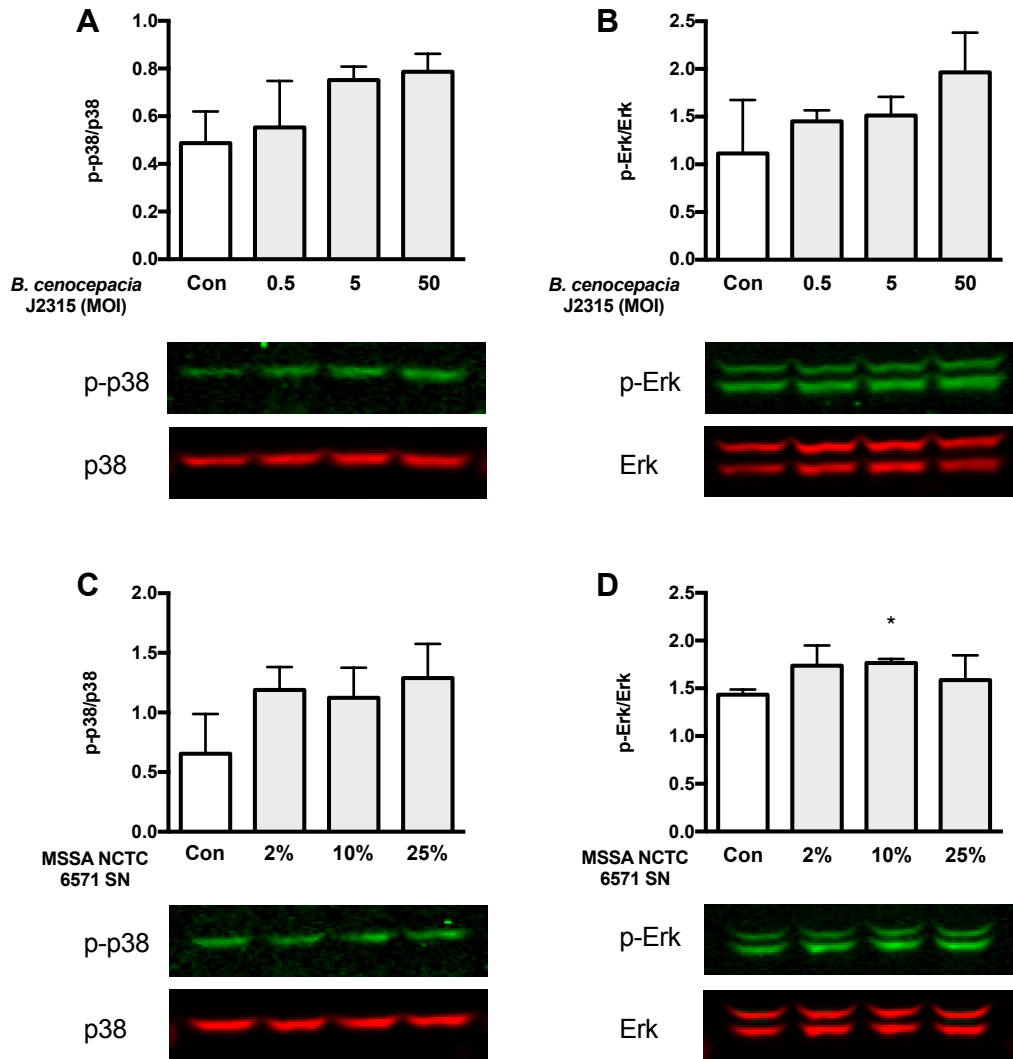 A
1.0
0.8
0.6
0.4
0.2
0.0
p-p38/p38
Con 0.5 5 50
B. cenocepacia
J2315 (MOI)
p-p38
p38
B
2.5
2.0
1.5
1.0
0.5
0.0
p-Erk/Erk
Con 0.5 5 50
B. cenocepacia
J2315 (MOI)
p-Erk
Erk
C
2.0
1.5
1.0
0.5
0.0
p-p38/p38
Con 2% 10% 25%
MSSA NCTC
6571 SN
p-p38
p38
D
2.5
2.0
1.5
1.0
0.5
0.0
p-Erk/Erk
*
Con 2% 10% 25%
MSSA NCTC
6571 SN
p-Erk
Erk